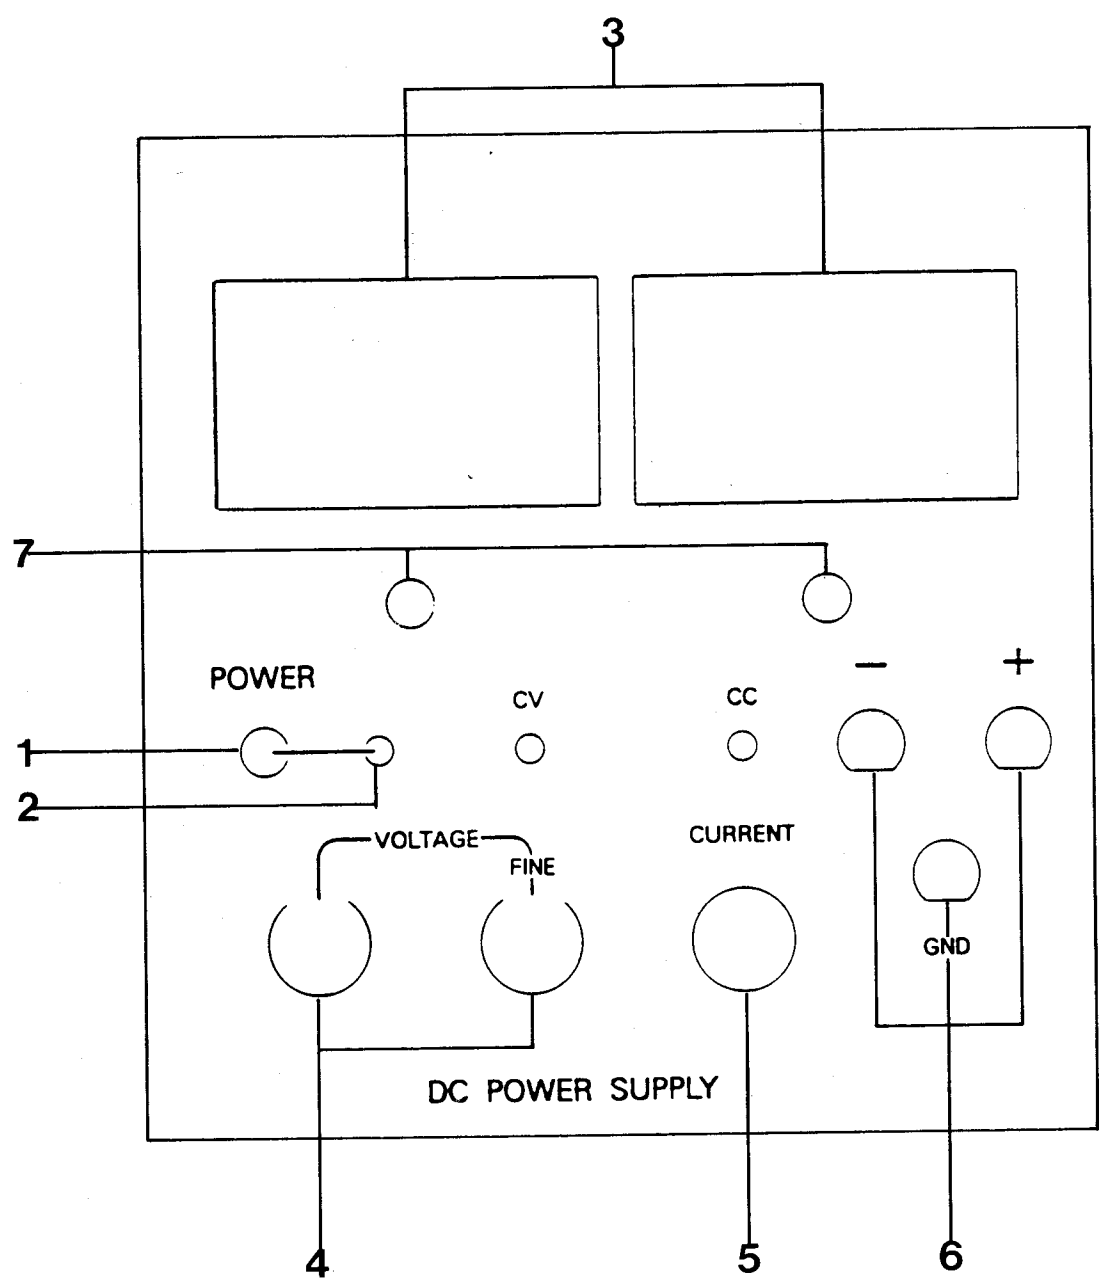 3
7
POWER
CV
CC
− +
1
2
VOLTAGE
FINE
CURRENT
GND
DC POWER SUPPLY
4
5
6